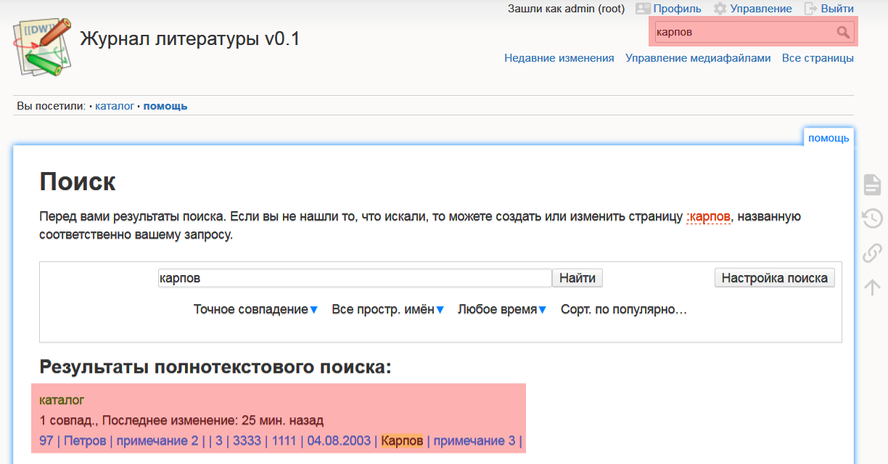 [[DW]]
Зашли как admin (root) Профиль Управление Выйти
Журнал литературы v0.1
карпов
Недавние изменения Управление медиафайлами Все страницы
Вы посетили: • каталог • помощь
помощь
Поиск
Перед вами результаты поиска. Если вы не нашли то, что искали, то можете создать или изменить страницу :карпов, названную
соответственно вашему запросу.
карпов Найти Настройка поиска
Точное совпадение▼ Все простр. имён▼ Любое время▼ Сорт. по популярно…
Результаты полнотекстового поиска:
каталог
1 совпад., Последнее изменение: 25 мин. назад
97 | Петров | примечание 2 | | 3 | 3333 | 1111 | 04.08.2003 | Карпов | примечание 3 |